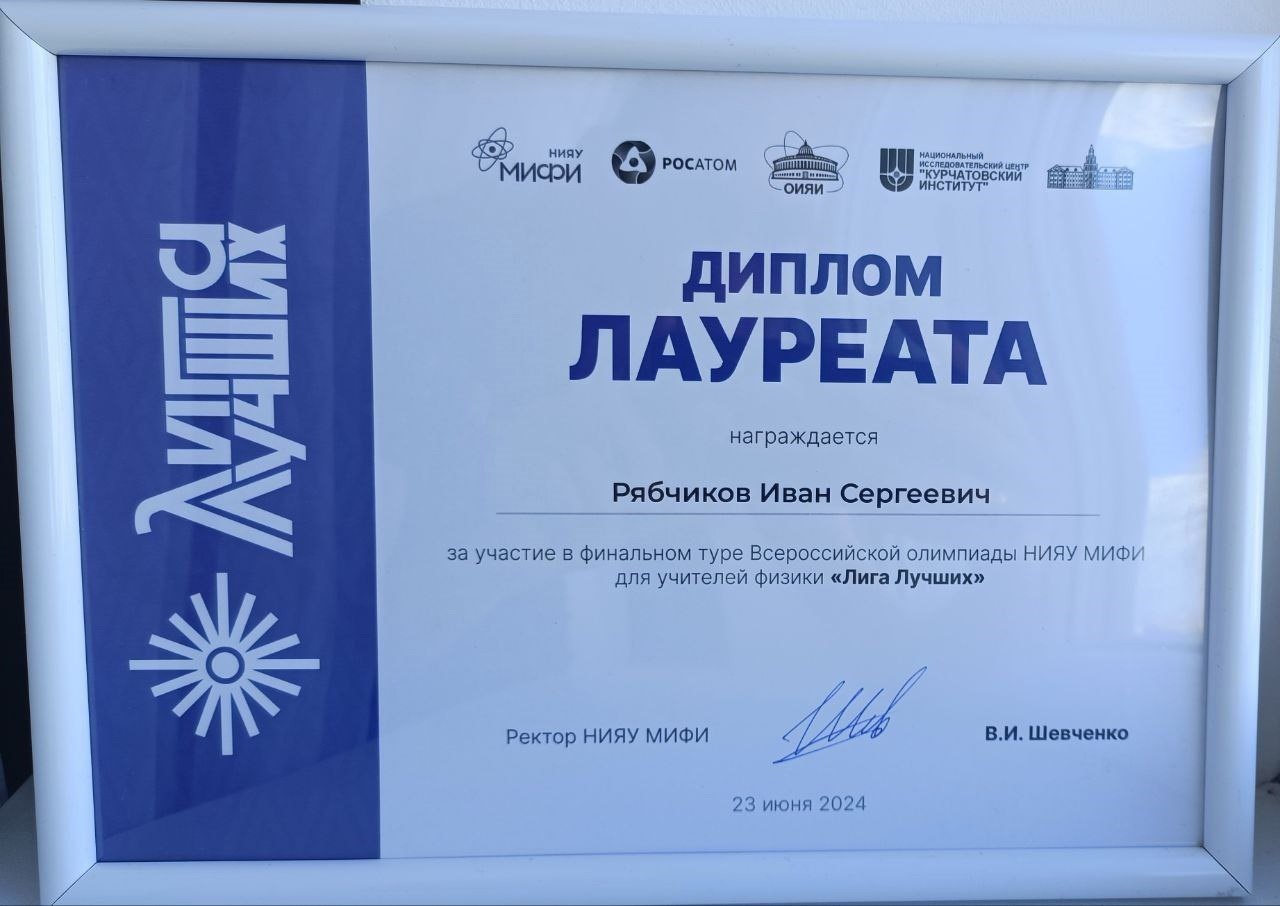 Лига
Лучших
НИЯУ
МИФИ
РОСАТОМ
ОИЯИ
НАЦИОНАЛЬНЫЙ
ИССЛЕДОВАТЕЛЬСКИЙ ЦЕНТР
"КУРЧАТОВСКИЙ
ИНСТИТУТ"
ДИПЛОМ
ЛАУРЕАТА
награждается
Рябчиков Иван Сергеевич
за участие в финальном туре Всероссийской олимпиады НИЯУ МИФИ
для учителей физики «Лига Лучших»
Ректор НИЯУ МИФИ
В.И. Шевченко
23 июня 2024